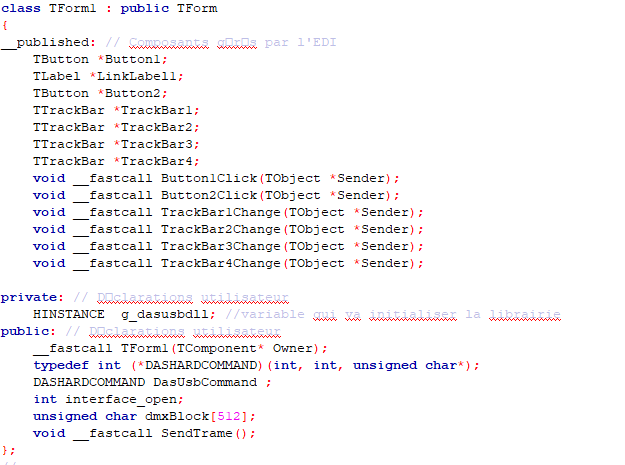 class TForm1 : public TForm
{
__published: // Composants g□r□s par l'EDI
    TButton *Button1;
    TLabel *LinkLabel1;
    TButton *Button2;
    TTrackBar *TrackBar1;
    TTrackBar *TrackBar2;
    TTrackBar *TrackBar3;
    TTrackBar *TrackBar4;
    void __fastcall Button1Click(TObject *Sender);
    void __fastcall Button2Click(TObject *Sender);
    void __fastcall TrackBar1Change(TObject *Sender);
    void __fastcall TrackBar2Change(TObject *Sender);
    void __fastcall TrackBar3Change(TObject *Sender);
    void __fastcall TrackBar4Change(TObject *Sender);

private: // D□clarations utilisateur
    HINSTANCE  g_dasusbdll; //variable qui va initialiser la librairie
public: // D□clarations utilisateur
    __fastcall TForm1(TComponent* Owner);
    typedef int (*DASHARDCOMMAND)(int, int, unsigned char*);
    DASHARDCOMMAND DasUsbCommand ;
    int interface_open;
    unsigned char dmxBlock[512];
    void __fastcall SendTrame();
};
//